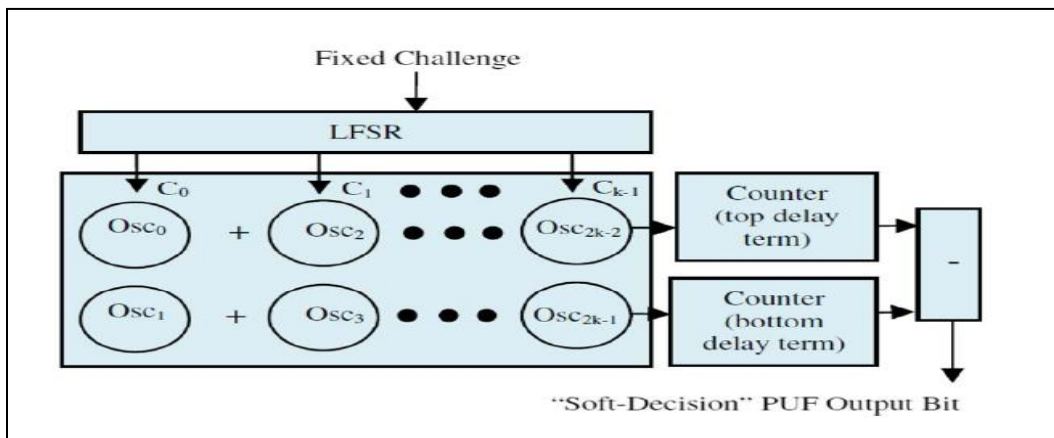 Fixed Challenge
LFSR
C0 C1 Ck-1
Osc0 + Osc2 Osc2k-2
Counter
(top delay
term)
-
Osc1 + Osc3 Osc2k-1
Counter
(bottom
delay term)
“Soft-Decision” PUF Output Bit